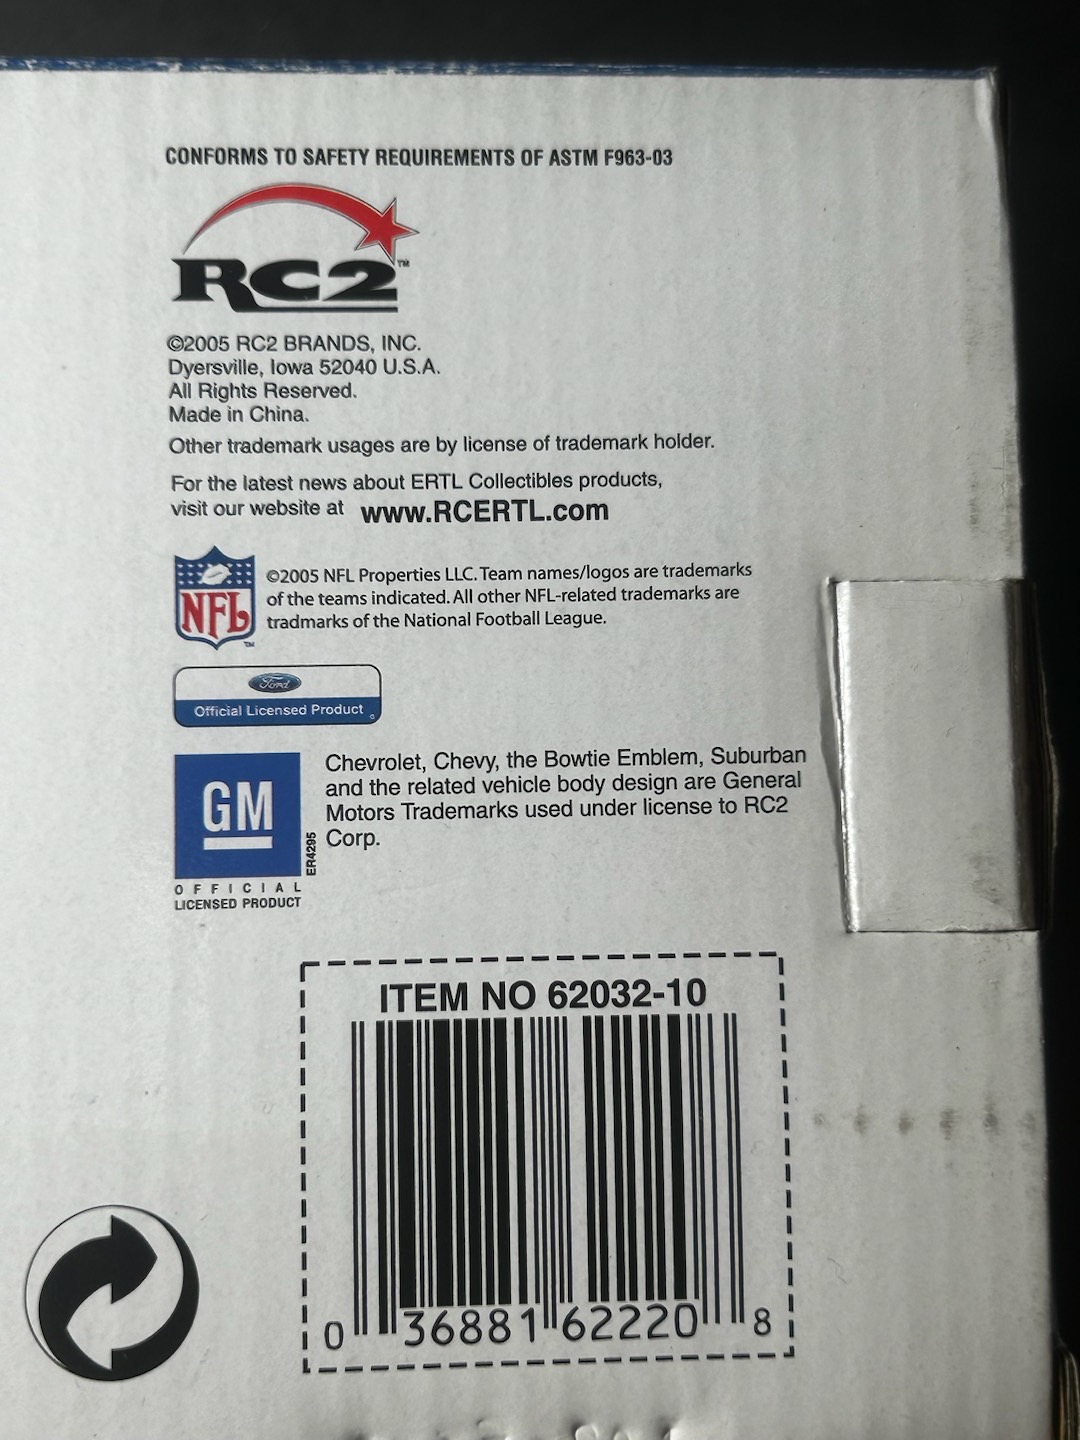 CONFORMS TO SAFETY REQUIREMENTS OF ASTM F963-03
RC2™
©2005 RC2 BRANDS, INC.
Dyersville, Iowa 52040 U.S.A.
All Rights Reserved.
Made in China.
Other trademark usages are by license of trademark holder.
For the latest news about ERTL Collectibles products,
visit our website at www.RCERTL.com
NFL™
©2005 NFL Properties LLC. Team names/logos are trademarks
of the teams indicated. All other NFL-related trademarks are
tradmarks of the National Football League.
Ford
Official Licensed Product
GM
OFFICIAL
LICENSED PRODUCT
ER4295
Chevrolet, Chevy, the Bowtie Emblem, Suburban
and the related vehicle body design are General
Motors Trademarks used under license to RC2
Corp.
ITEM NO 62032-10
0 36881 62220 8